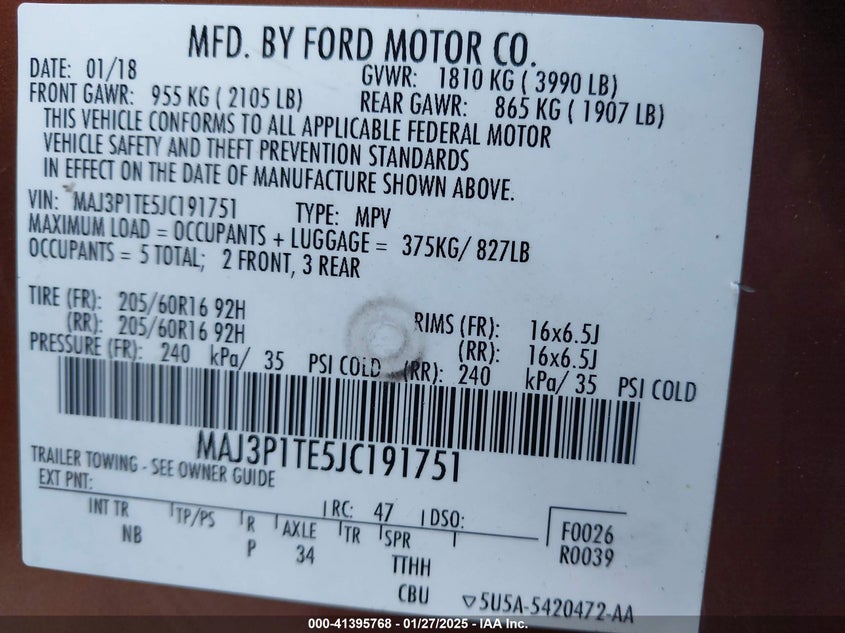 MFD. BY FORD MOTOR CO.
DATE: 01/18 GVWR: 1810 KG ( 3990 LB)
FRONT GAWR: 955 KG ( 2105 LB) REAR GAWR: 865 KG ( 1907 LB)
THIS VEHICLE CONFORMS TO ALL APPLICABLE FEDERAL MOTOR
VEHICLE SAFETY AND THEFT PREVENTION STANDARDS
IN EFFECT ON THE DATE OF MANUFACTURE SHOWN ABOVE.
VIN: MAJ3P1TE5JC191751 TYPE: MPV
MAXIMUM LOAD = OCCUPANTS + LUGGAGE = 375KG/ 827LB
OCCUPANTS = 5 TOTAL; 2 FRONT, 3 REAR
TIRE (FR): 205/60R16 92H RIMS (FR): 16x6.5J
(RR): 205/60R16 92H (RR): 16x6.5J
PRESSURE (FR): 240 kPa/ 35 PSI COLD (RR): 240 kPa/ 35 PSI COLD
MAJ3P1TE5JC191751
TRAILER TOWING - SEE OWNER GUIDE
EXT PNT: RC: 47 DSO: F0026
INT TR TP/PS R AXLE TR SPR R0039
NB P 34 TTHH
CBU 5U5A-5420472-AA
000-41395768 - 01/27/2025 - IAA Inc.